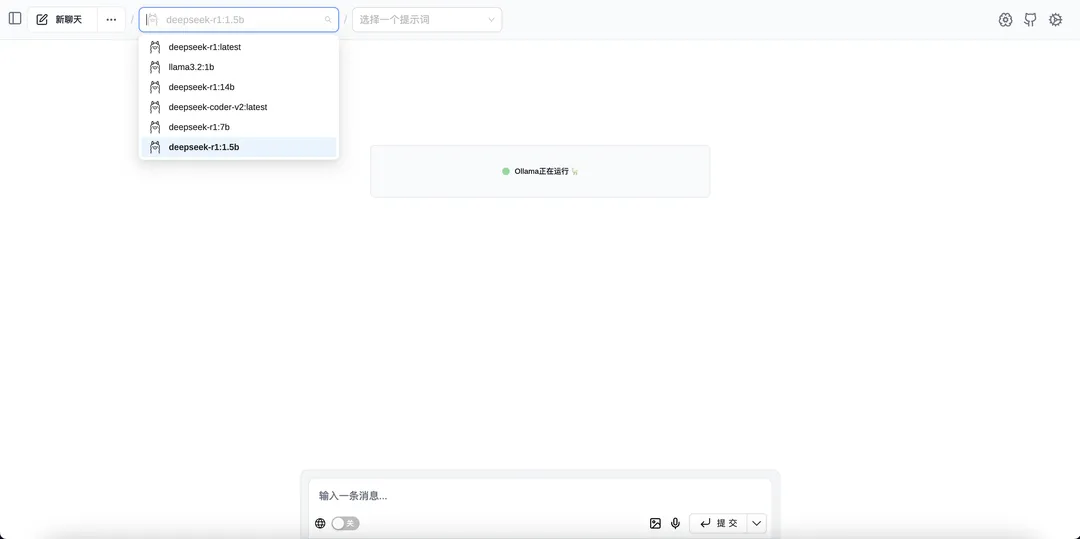 新聊天
deepseek-r1:1.5b
选择一个提示词
deepseek-r1:latest
llama3.2:1b
deepseek-r1:14b
deepseek-coder-v2:latest
deepseek-r1:7b
deepseek-r1:1.5b
Ollama正在运行 🦙
输入一条消息...
关
提 交